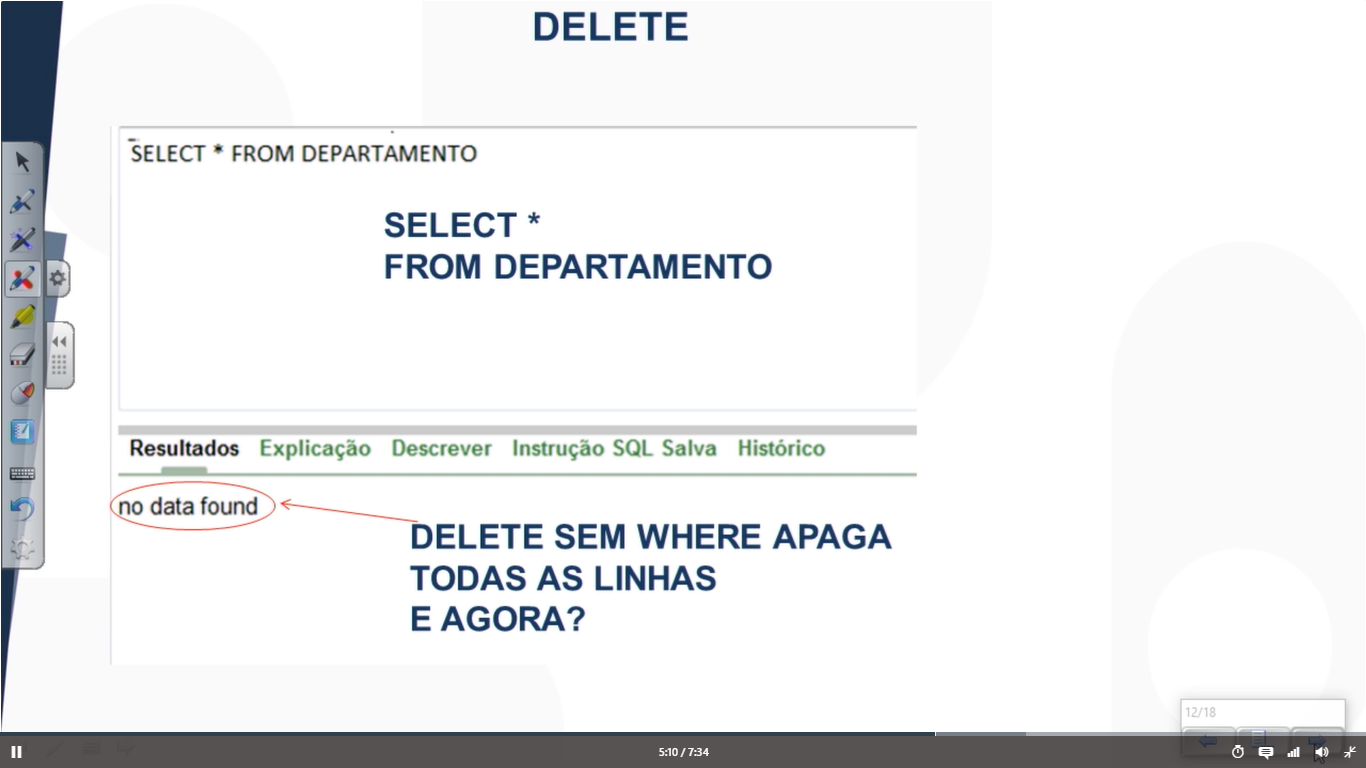 DELETE
SELECT * FROM DEPARTAMENTO
SELECT *
FROM DEPARTAMENTO
Resultados Explicação Descrever Instrução SQL Salva Histórico
no data found
DELETE SEM WHERE APAGA
TODAS AS LINHAS
E AGORA?
12/18
5:10 / 7:34